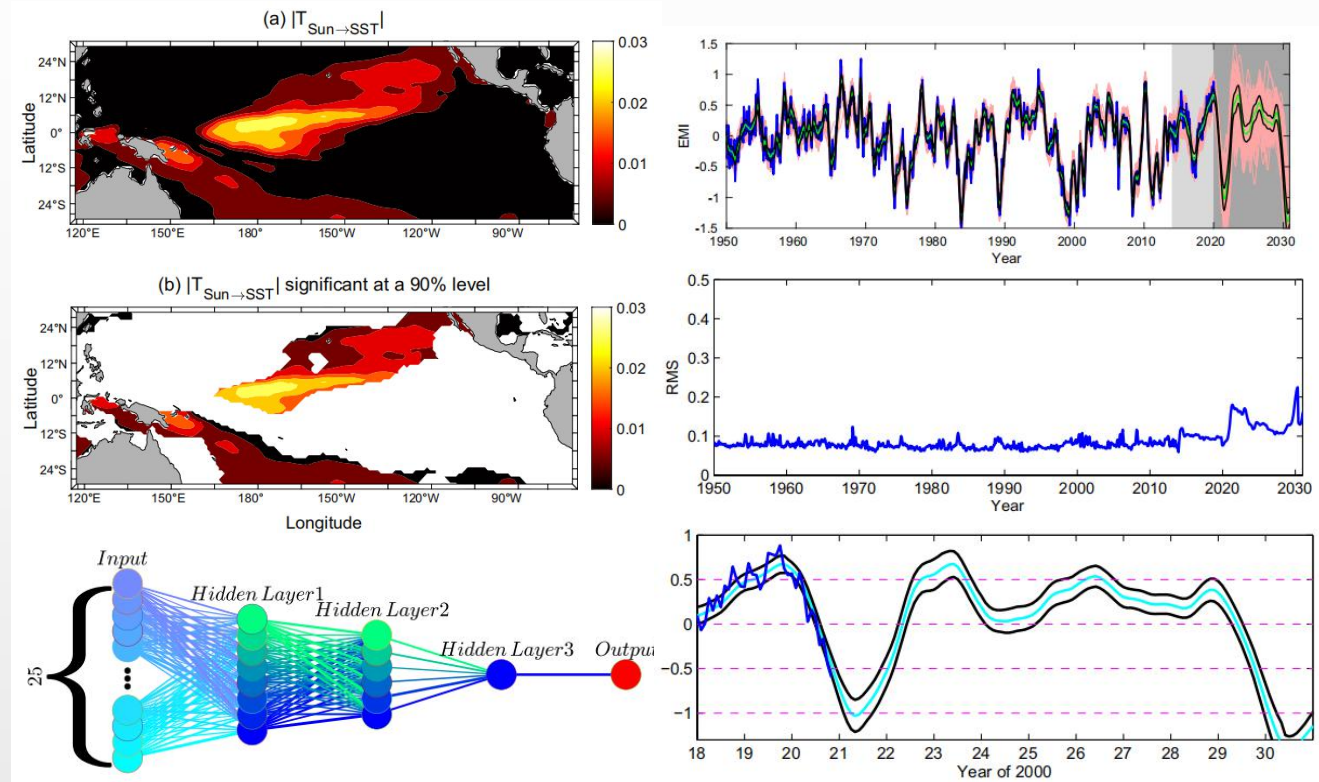 (a) |T Sun→SST|
Latitude
24°N
12°N
0°
12°S
24°S
120°E
150°E
180°
150°W
120°W
90°W
0.03
0.02
0.01
0
(b) |T Sun→SST| significant at a 90% level
Latitude
24°N
12°N
0°
12°S
24°S
120°E
150°E
180°
150°W
120°W
90°W
Longitude
0.03
0.02
0.01
0
Input
Hidden Layer1
Hidden Layer2
Hidden Layer3
Outpu
25
EMI
1.5
1
0.5
0
-0.5
-1
-1.5
1950
1960
1970
1980
1990
2000
2010
2020
2030
Year
RMS
0.5
0.4
0.3
0.2
0.1
0
1950
1960
1970
1980
1990
2000
2010
2020
2030
Year
1
0.5
0
−0.5
−1
18
19
20
21
22
23
24
25
26
27
28
29
30
Year of 2000